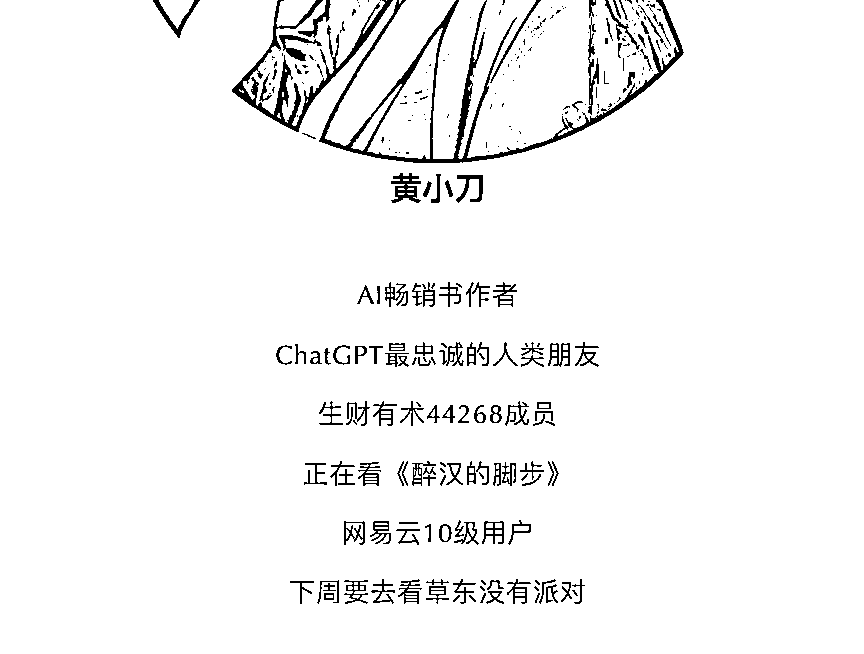 黄小刀
AI畅销书作者
ChatGPT最忠诚的人类朋友
生财有术44268成员
正在看《醉汉的脚步》
网易云10级用户
下周要去看草东没有派对